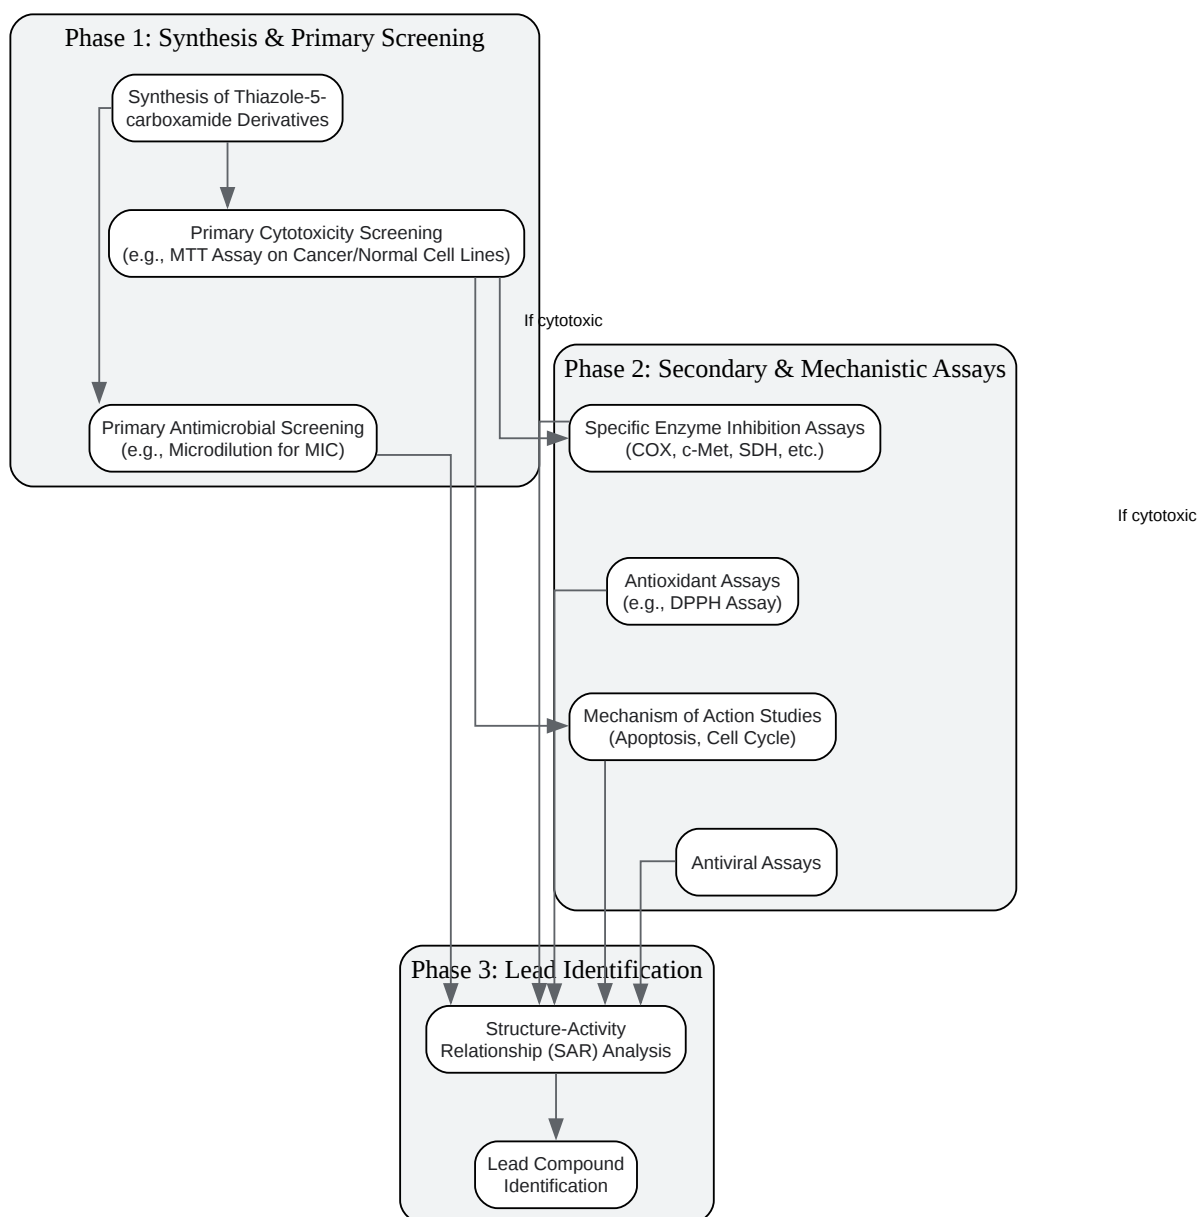 Phase 1: Synthesis & Primary Screening
Synthesis of Thiazole-5-
carboxamide Derivatives
Primary Cytotoxicity Screening
(e.g., MTT Assay on Cancer/Normal Cell Lines)
If cytotoxic
Primary Antimicrobial Screening
(e.g., Microdilution for MIC)
Phase 2: Secondary & Mechanistic Assays
Specific Enzyme Inhibition Assays
(COX, c-Met, SDH, etc.)
If cytotoxic
Antioxidant Assays
(e.g., DPPH Assay)
Mechanism of Action Studies
(Apoptosis, Cell Cycle)
Antiviral Assays
Phase 3: Lead Identification
Structure-Activity
Relationship (SAR) Analysis
Lead Compound
Identification